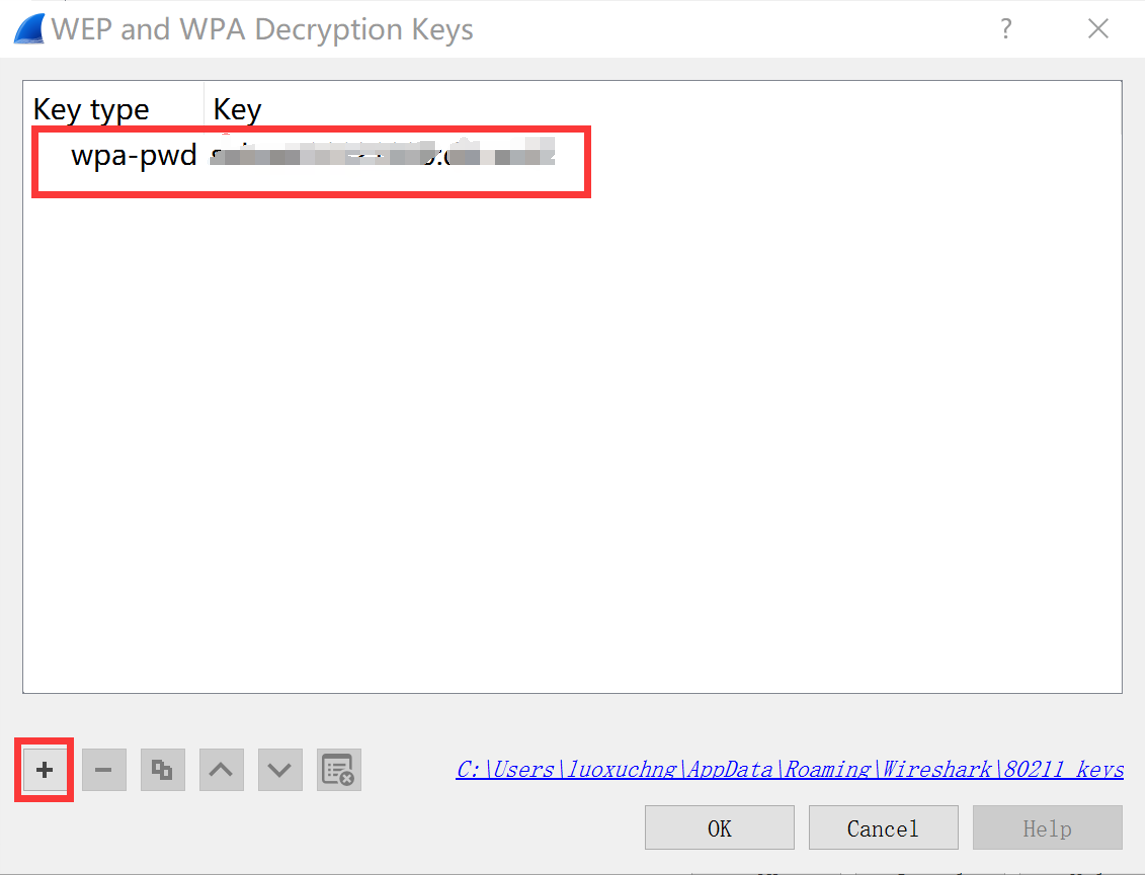 WEP and WPA Decryption Keys
?
Key type Key
wpa-pwd
C:\Users\luoxuchng\AppData\Roaming\Wireshark\80211_keys
OK Cancel Help